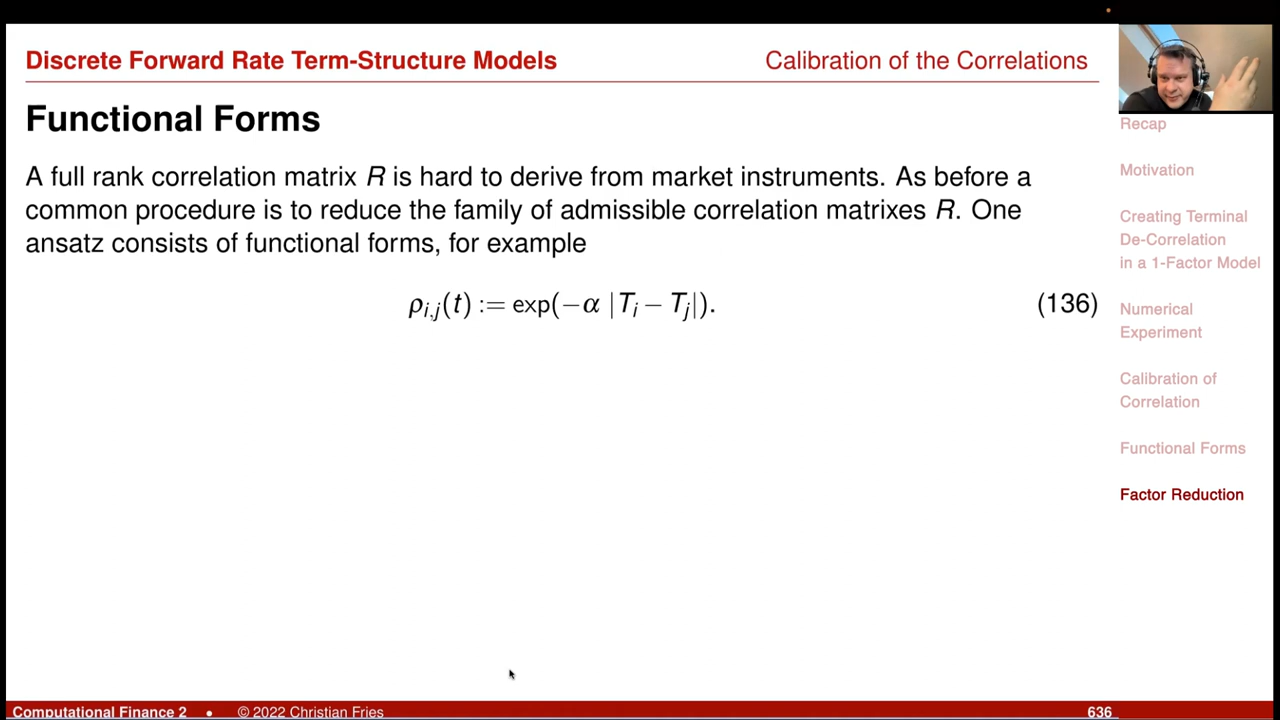 Discrete Forward Rate Term-Structure Models
Calibration of the Correlations
Functional Forms
A full rank correlation matrix R is hard to derive from market instruments. As before a
common procedure is to reduce the family of admissible correlation matrixes R. One
ansatz consists of functional forms, for example
ρi,j(t) := exp(−α |Ti − Tj|). (136)
Recap
Motivation
Creating Terminal
De-Correlation
in a 1-Factor Model
Numerical
Experiment
Calibration of
Correlation
Functional Forms
Factor Reduction
Computational Finance 2 • © 2022 Christian Fries 636